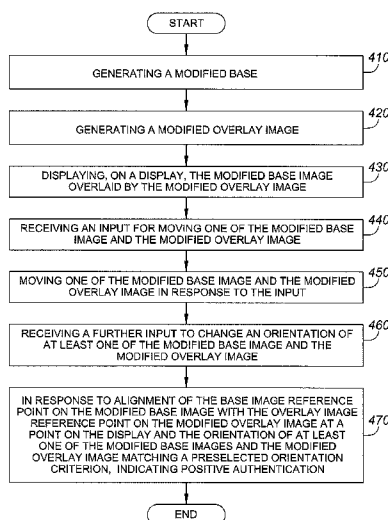 START
410
GENERATING A MODIFIED BASE
420
GENERATING A MODIFIED OVERLAY IMAGE
430
DISPLAYING, ON A DISPLAY, THE MODIFIED BASE IMAGE
OVERLAID BY THE MODIFIED OVERLAY IMAGE
440
RECEIVING AN INPUT FOR MOVING ONE OF THE MODIFIED BASE
IMAGE AND THE MODIFIED OVERLAY IMAGE
450
MOVING ONE OF THE MODIFIED BASE IMAGE AND THE MODIFIED
OVERLAY IMAGE IN RESPONSE TO THE INPUT
460
RECEIVING A FURTHER INPUT TO CHANGE AN ORIENTATION OF
AT LEAST ONE OF THE MODIFIED BASE IMAGE AND THE
MODIFIED OVERLAY IMAGE
470
IN RESPONSE TO ALIGNMENT OF THE BASE IMAGE REFERENCE
POINT ON THE MODIFIED BASE IMAGE WITH THE OVERLAY IMAGE
REFERENCE POINT ON THE MODIFIED OVERLAY IMAGE AT A
POINT ON THE DISPLAY AND THE ORIENTATION OF AT LEAST
ONE OF THE MODIFIED BASE IMAGES AND THE MODIFIED
OVERLAY IMAGE MATCHING A PRESELECTED ORIENTATION
CRITERION, INDICATING POSITIVE AUTHENTICATION
END